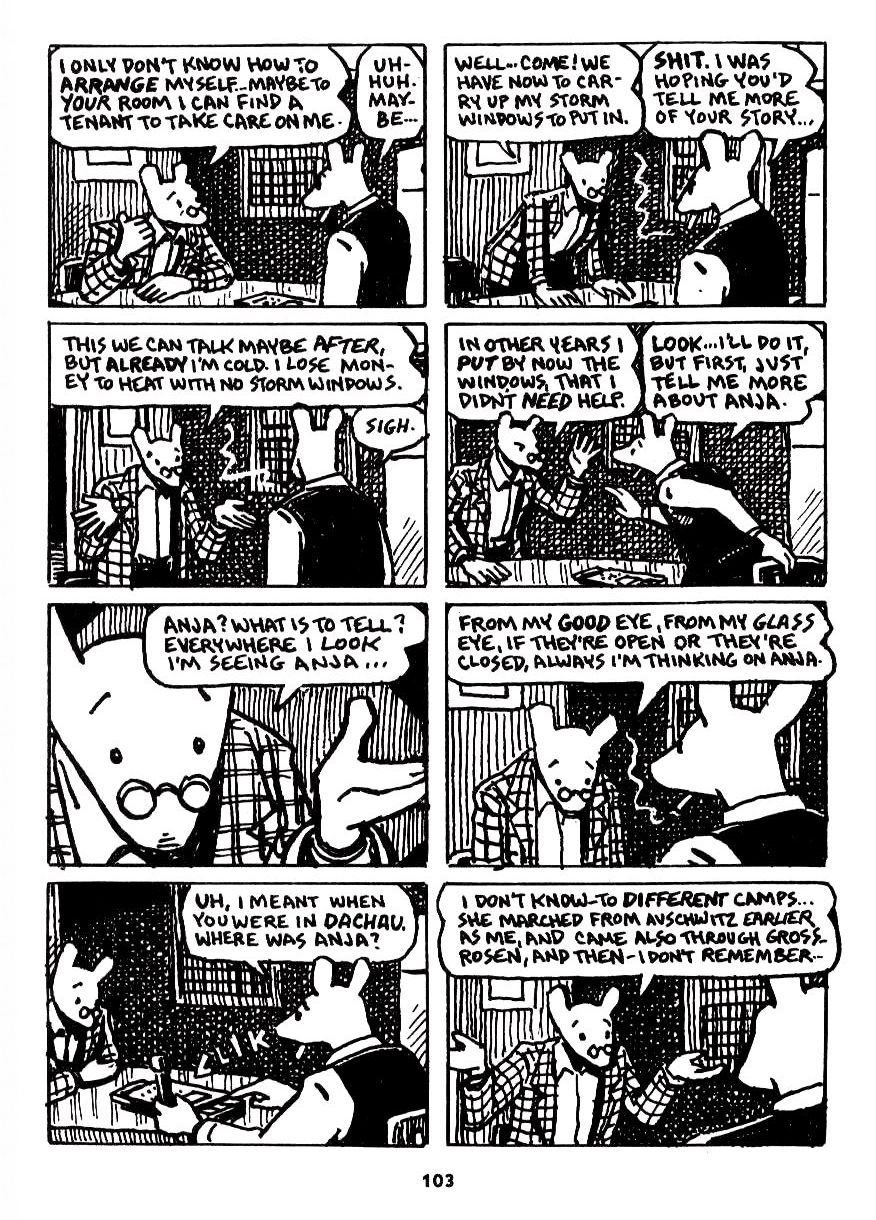 I ONLY DON'T KNOW HOW TO
ARRANGE MYSELF...MAYBE TO
YOUR ROOM I CAN FIND A
TENANT TO TAKE CARE ON ME.
UH-
HUH.
MAY-
BE...
WELL... COME! WE
HAVE NOW TO CAR-
RY UP MY STORM
WINDOWS TO PUT IN.
SHIT. I WAS
HOPING YOU'D
TELL ME MORE
OF YOUR STORY...
THIS WE CAN TALK MAYBE AFTER,
BUT ALREADY I'M COLD. I LOSE MON-
EY TO HEAT WITH NO STORM WINDOWS.
SIGH.
IN OTHER YEARS I
PUT BY NOW THE
WINDOWS, THAT I
DIDN'T NEED HELP.
LOOK...I'LL DO IT,
BUT FIRST, JUST
TELL ME MORE
ABOUT ANJA.
ANJA? WHAT IS TO TELL?
EVERYWHERE I LOOK
I'M SEEING ANJA...
FROM MY GOOD EYE, FROM MY GLASS
EYE, IF THEY'RE OPEN OR THEY'RE
CLOSED, ALWAYS I'M THINKING ON ANJA.
UH, I MEANT WHEN
YOU WERE IN DACHAU.
WHERE WAS ANJA?
CLIK
I DON'T KNOW–TO DIFFERENT CAMPS...
SHE MARCHED FROM AUSCHWITZ EARLIER
AS ME, AND CAME ALSO THROUGH GROSS-
ROSEN, AND THEN–I DON'T REMEMBER...
103